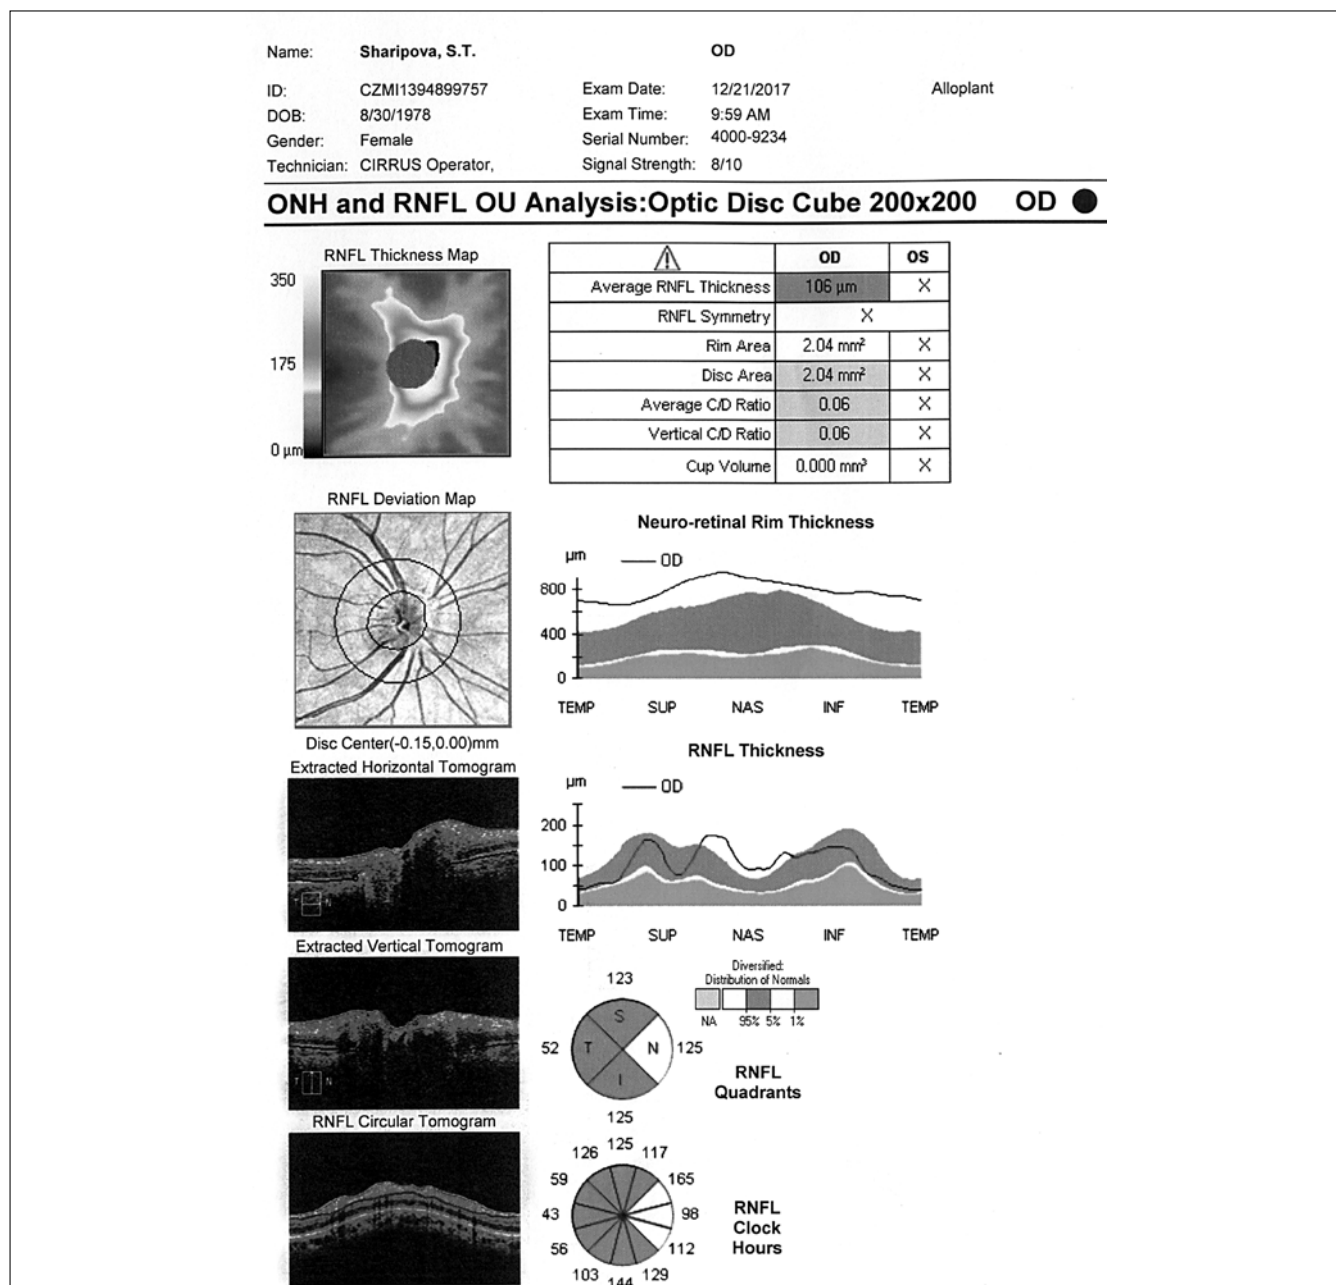 Name: Sharipova, S.T. OD
ID: CZMI1394899757 Exam Date: 12/21/2017 Alloplant
DOB: 8/30/1978 Exam Time: 9:59 AM
Gender: Female Serial Number: 4000-9234
Technician: CIRRUS Operator, Signal Strength: 8/10
ONH and RNFL OU Analysis:Optic Disc Cube 200x200 OD
RNFL Thickness Map
350
175
0 µm
OD OS
Average RNFL Thickness 106 µm X
RNFL Symmetry X
Rim Area 2.04 mm² X
Disc Area 2.04 mm² X
Average C/D Ratio 0.06 X
Vertical C/D Ratio 0.06 X
Cup Volume 0.000 mm³ X
RNFL Deviation Map
Disc Center(-0.15,0.00)mm
Neuro-retinal Rim Thickness
µm OD
800
400
0
TEMP SUP NAS INF TEMP
Extracted Horizontal Tomogram
T N
RNFL Thickness
µm OD
200
100
0
TEMP SUP NAS INF TEMP
Extracted Vertical Tomogram
T N
Diversified:
Distribution of Normals
NA 95% 5% 1%
123
S
52 T N 125
I
125
RNFL
Quadrants
RNFL Circular Tomogram
126 125 117
59 165
43 98
56 112
103 144 129
RNFL
Clock
Hours